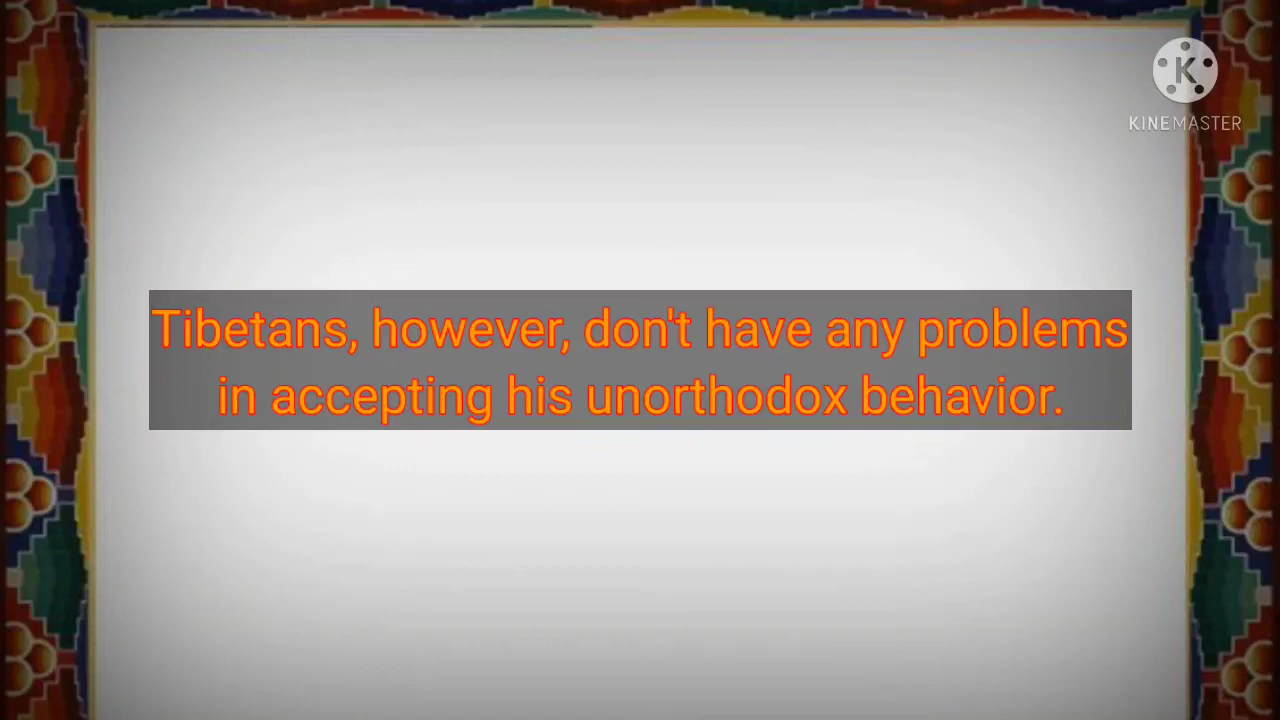 KINEMASTER
Tibetans, however, don't have any problems
in accepting his unorthodox behavior.